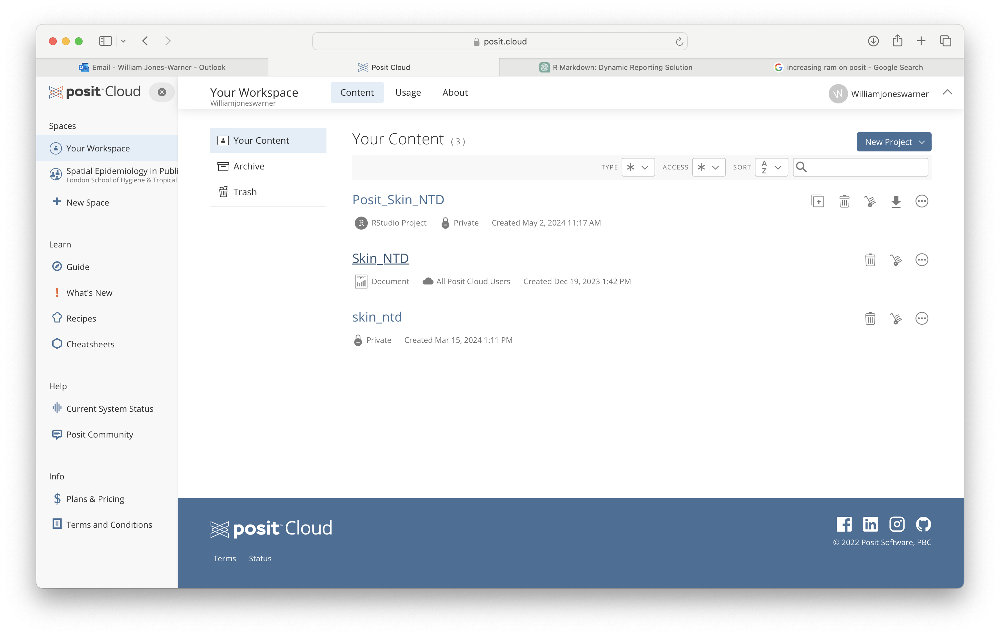 posit.cloud
Email - William Jones-Warner - Outlook
Posit Cloud
R Markdown: Dynamic Reporting Solution
increasing ram on posit - Google Search
posit™ Cloud
Your Workspace
Williamjoneswarner
Content
Usage
About
W
Williamjoneswarner
Spaces
Your Workspace
Spatial Epidemiology in Publi
London School of Hygiene & Tropical
New Space
Learn
Guide
What's New
Recipes
Cheatsheets
Help
Current System Status
Posit Community
Info
Plans & Pricing
Terms and Conditions
Your Content
Archive
Trash
Your Content ( 3 )
New Project
TYPE
ACCESS
SORT
A
Z
Posit_Skin_NTD
R RStudio Project Private Created May 2, 2024 11:17 AM
Skin_NTD
Report Document All Posit Cloud Users Created Dec 19, 2023 1:42 PM
skin_ntd
Private Created Mar 15, 2024 1:11 PM
posit™ Cloud
Terms Status
© 2022 Posit Software, PBC